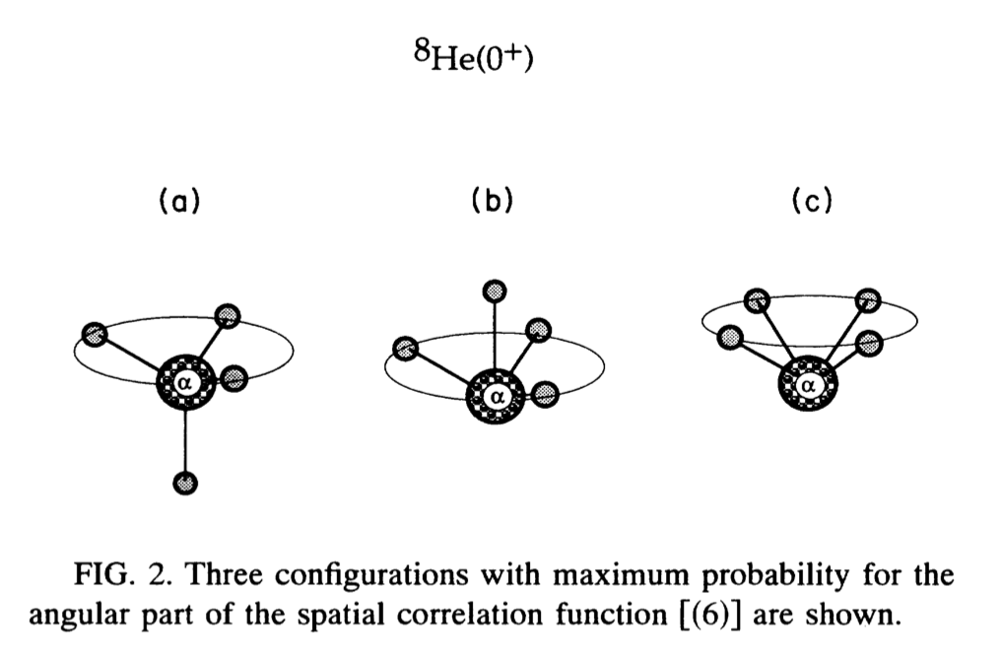 ⁸He(0⁺)
(a) (b) (c)
α α α
FIG. 2. Three configurations with maximum probability for the
angular part of the spatial correlation function [(6)] are shown.